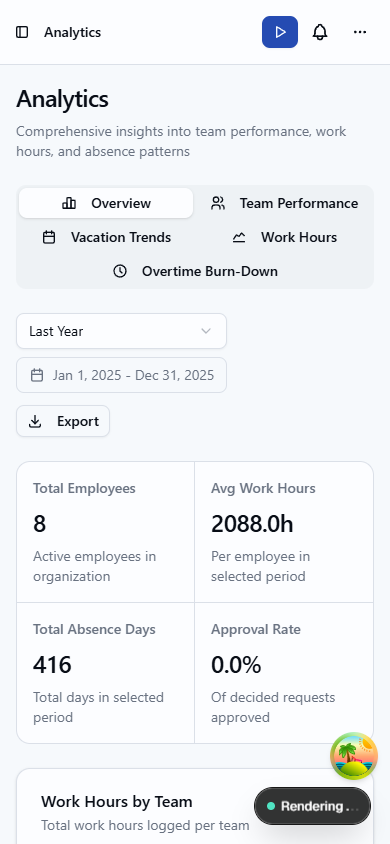 Analytics
Analytics
Comprehensive insights into team performance, work
hours, and absence patterns
Overview
Team Performance
Vacation Trends
Work Hours
Overtime Burn-Down
Last Year
Jan 1, 2025 - Dec 31, 2025
Export
Total Employees
8
Active employees in
organization
Avg Work Hours
2088.0h
Per employee in
selected period
Total Absence Days
416
Total days in selected
period
Approval Rate
0.0%
Of decided requests
approved
Work Hours by Team
Total work hours logged per team
Rendering...